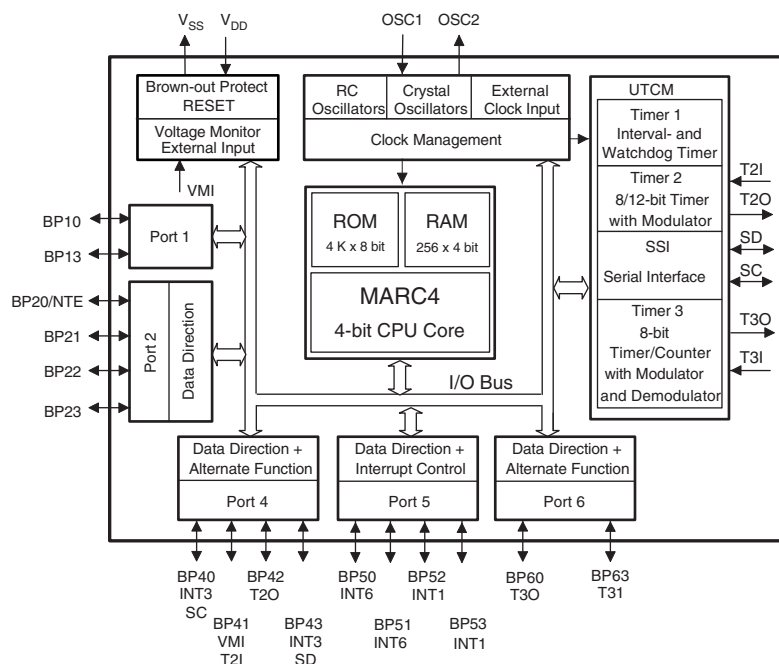 VSS
VDD
OSC1
OSC2
Brown-out Protect
RESET
Voltage Monitor
External Input
VMI
RC
Oscillators
Crystal
Oscillators
External
Clock Input
Clock Management
UTCM
Timer 1
Interval- and
Watchdog Timer
Timer 2
8/12-bit Timer
with Modulator
SSI
Serial Interface
Timer 3
8-bit
Timer/Counter
with Modulator
and Demodulator
T2I
T2O
SD
SC
T3O
T3I
ROM
4 K x 8 bit
RAM
256 x 4 bit
MARC4
4-bit CPU Core
I/O Bus
BP10
BP13
Port 1
BP20/NTE
BP21
BP22
BP23
Port 2
Data Direction
Data Direction +
Alternate Function
Port 4
Data Direction +
Interrupt Control
Port 5
Data Direction +
Alternate Function
Port 6
BP40
INT3
SC
BP41
VMI
T2I
BP42
T2O
BP43
INT3
SD
BP50
INT6
BP51
INT6
BP52
INT1
BP53
INT1
BP60
T3O
BP63
T31